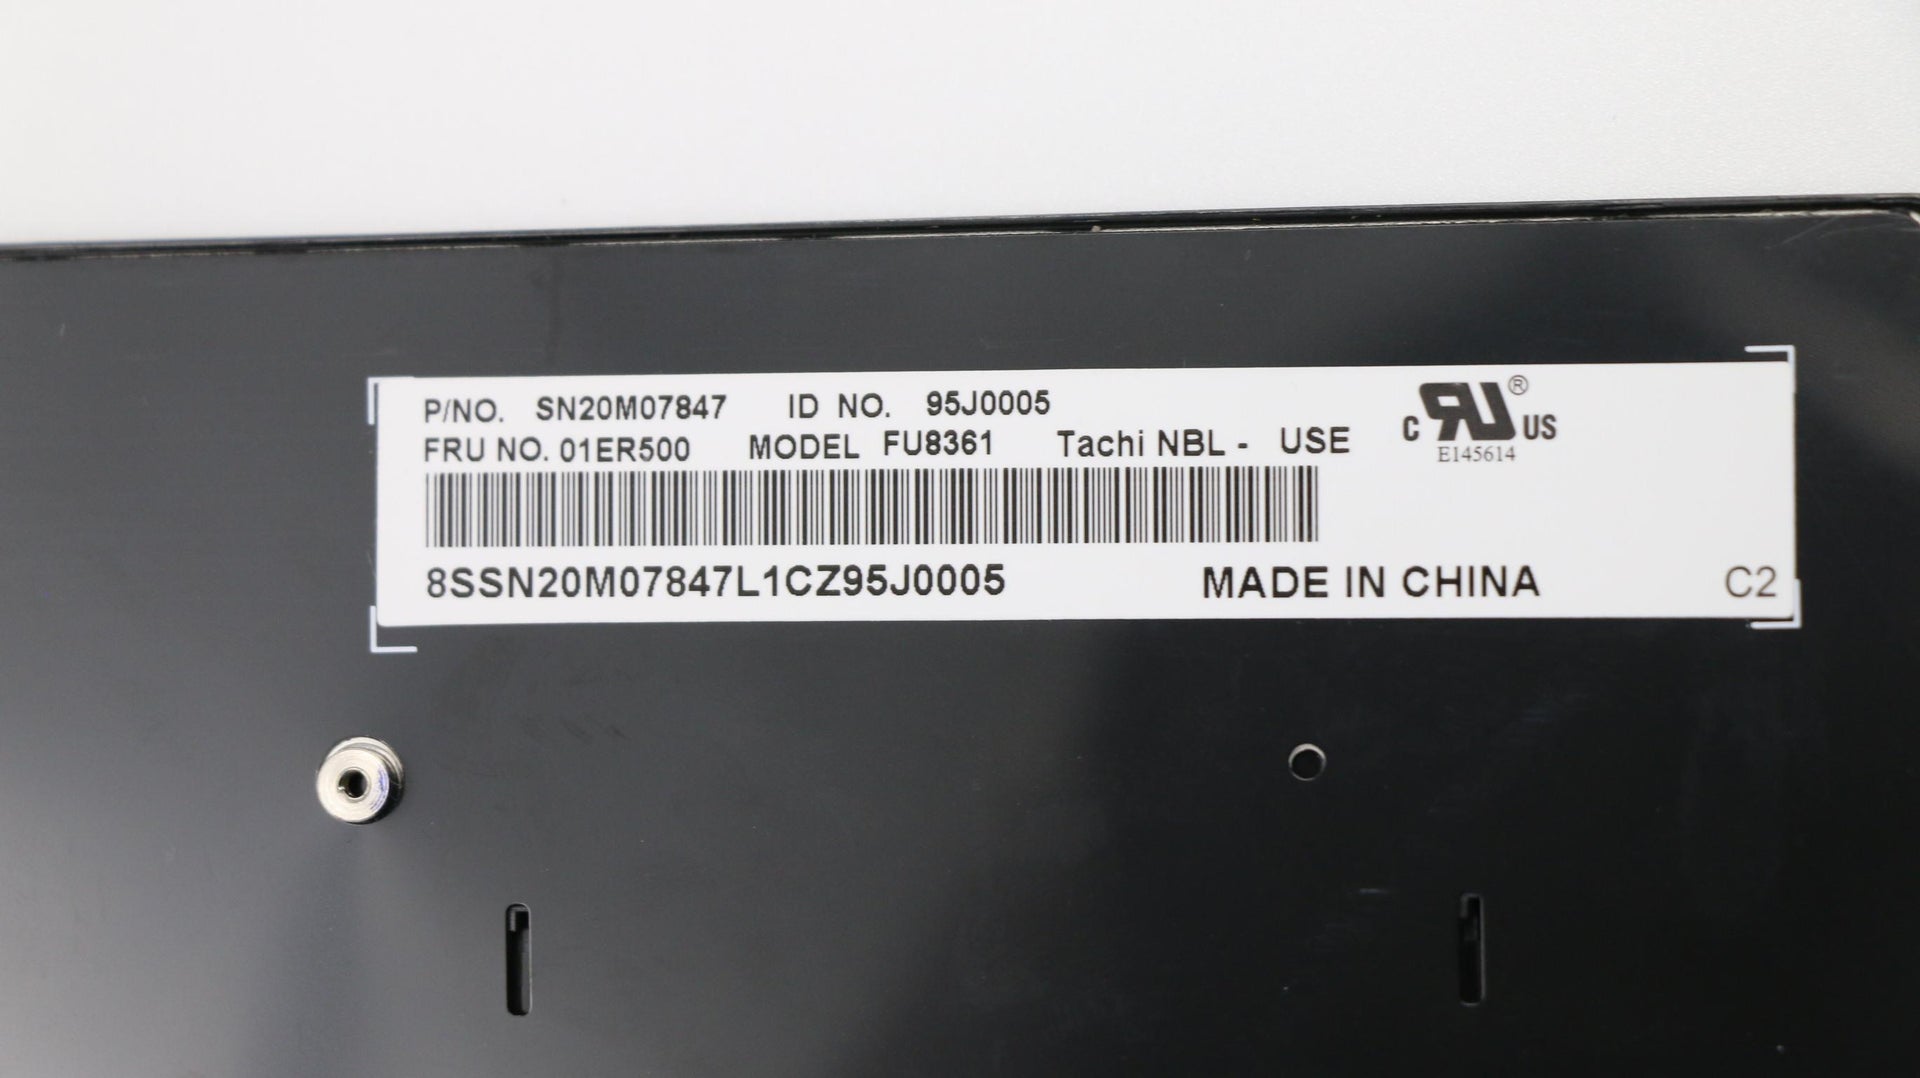 P/NO. SN20M07847 ID NO. 95J0005
FRU NO. 01ER500 MODEL FU8361 Tachi NBL - USE
c RU ® US
E145614
8SSN20M07847L1CZ95J0005 MADE IN CHINA C2